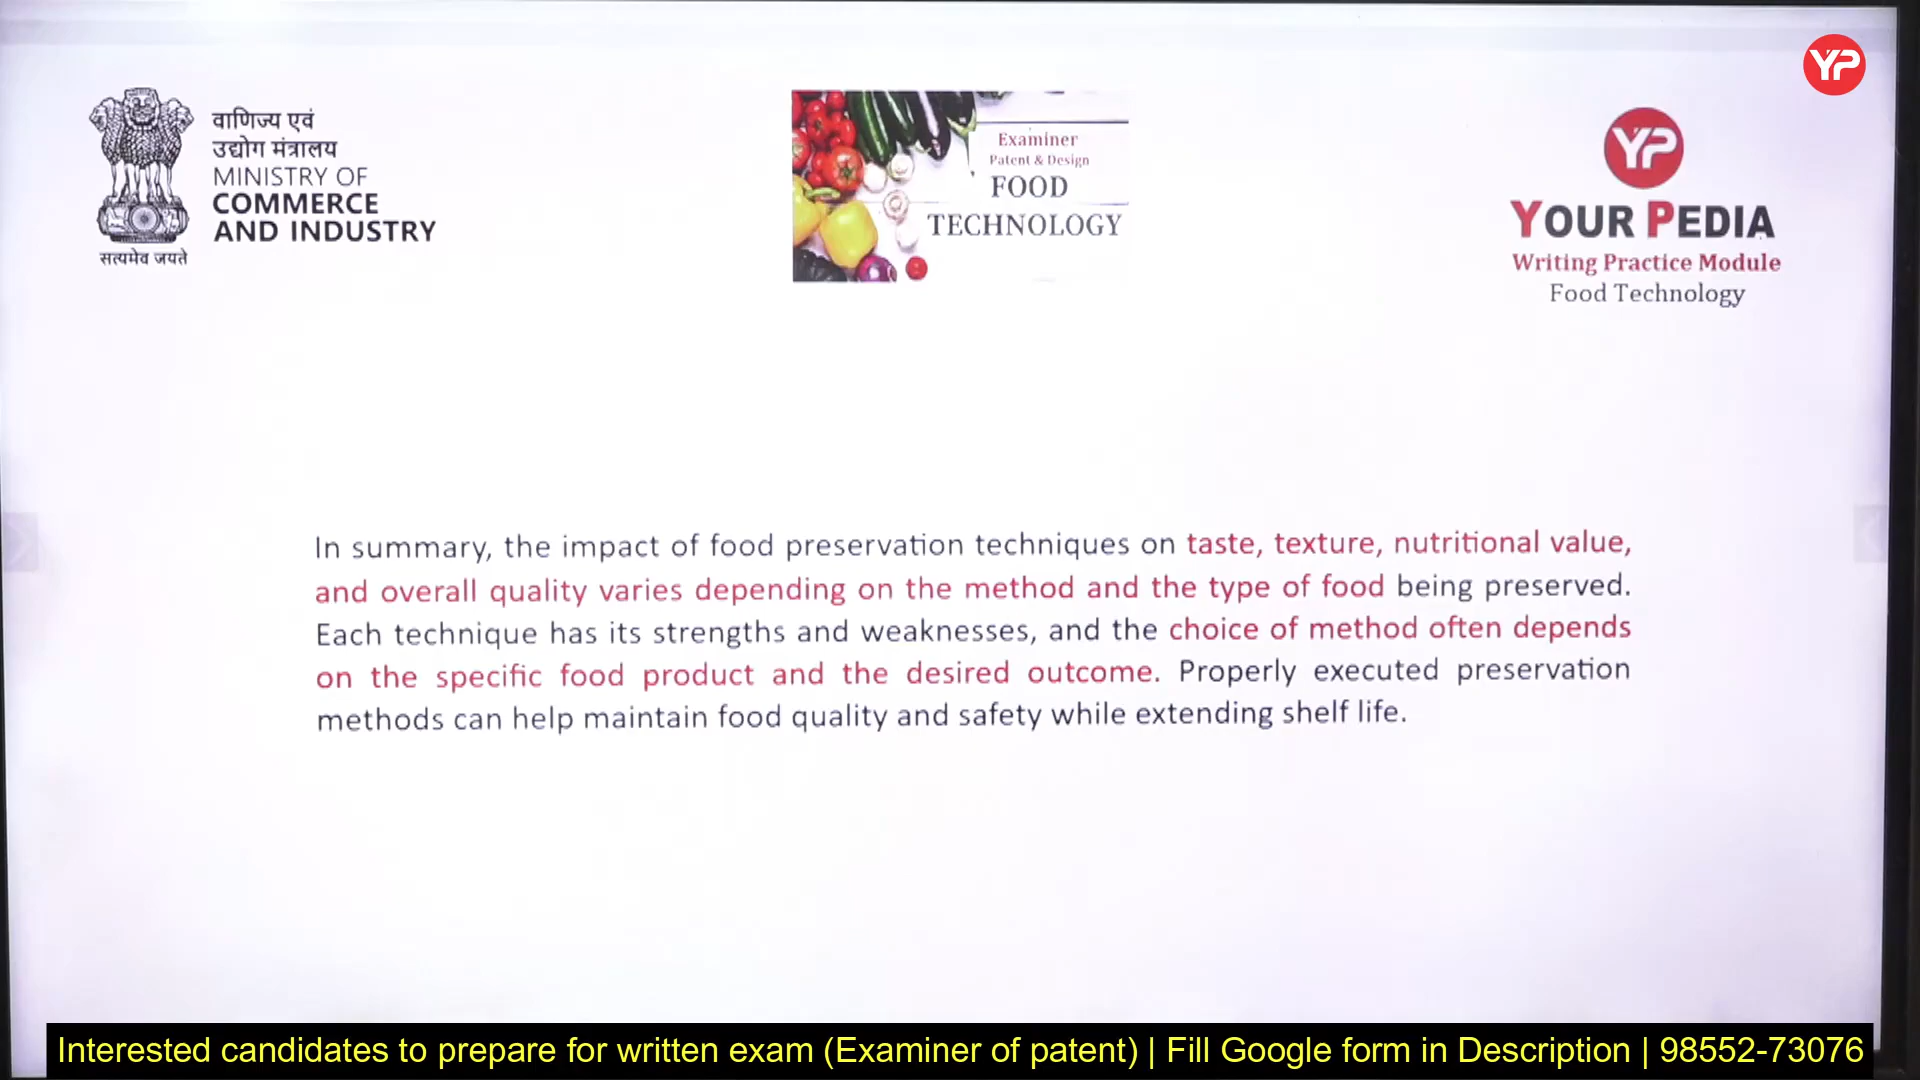 YP
वाणिज्य एवं
उद्योग मंत्रालय
MINISTRY OF
COMMERCE
AND INDUSTRY
सत्यमेव जयते
Examiner
Patent & Design
FOOD
TECHNOLOGY
YP
YOUR PEDIA
Writing Practice Module
Food Technology
In summary, the impact of food preservation techniques on taste, texture, nutritional value,
and overall quality varies depending on the method and the type of food being preserved.
Each technique has its strengths and weaknesses, and the choice of method often depends
on the specific food product and the desired outcome. Properly executed preservation
methods can help maintain food quality and safety while extending shelf life.
Interested candidates to prepare for written exam (Examiner of patent) | Fill Google form in Description | 98552-73076